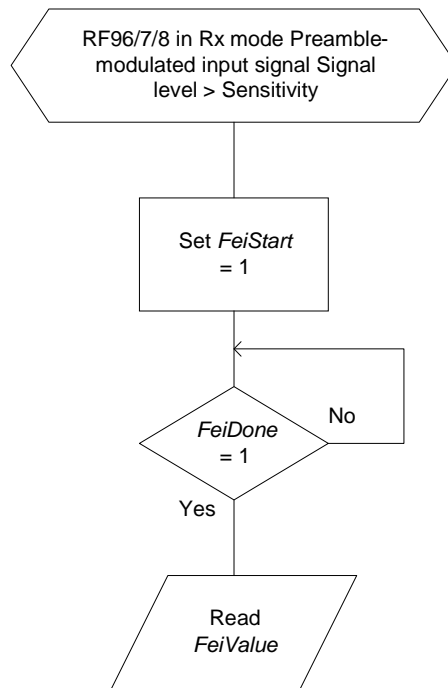 RF96/7/8 in Rx mode Preamble-
modulated input signal Signal
level > Sensitivity
Set FeiStart
= 1
No
FeiDone
= 1
Yes
Read
FeiValue